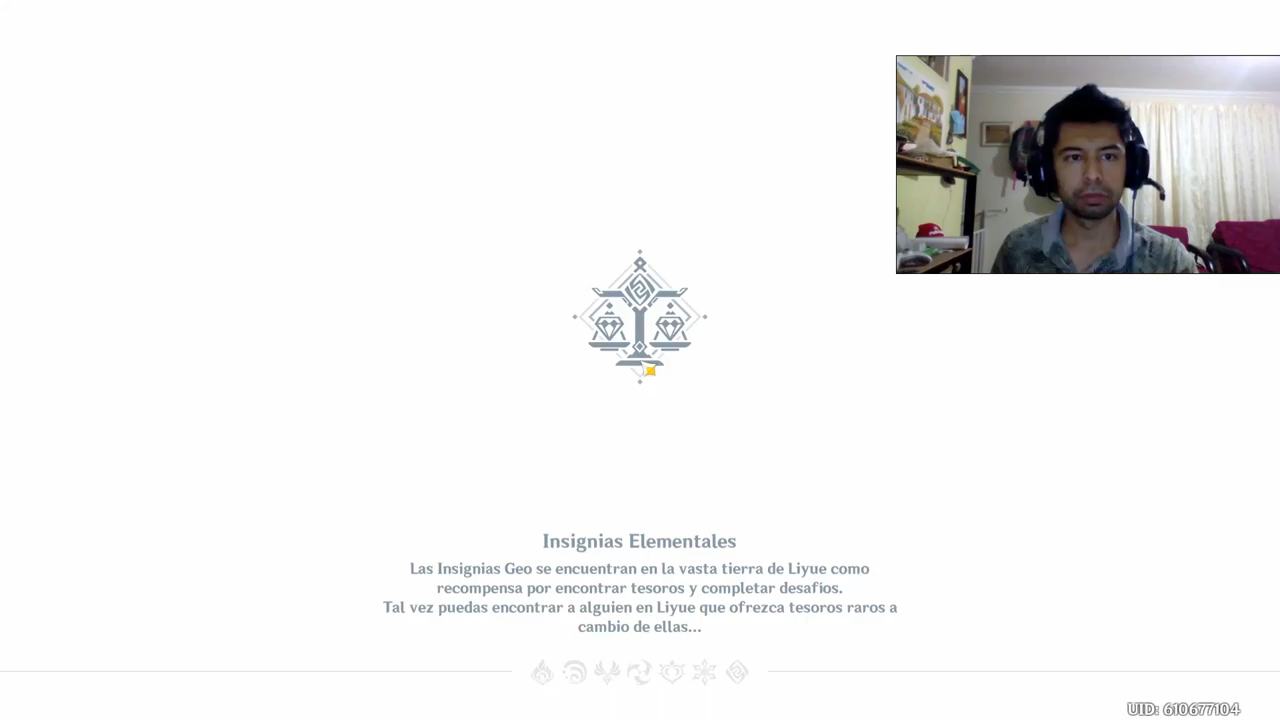 Insignias Elementales
Las Insignias Geo se encuentran en la vasta tierra de Liyue como
recompensa por encontrar tesoros y completar desafíos.
Tal vez puedas encontrar a alguien en Liyue que ofrezca tesoros raros a
cambio de ellas...
UID: 610677104